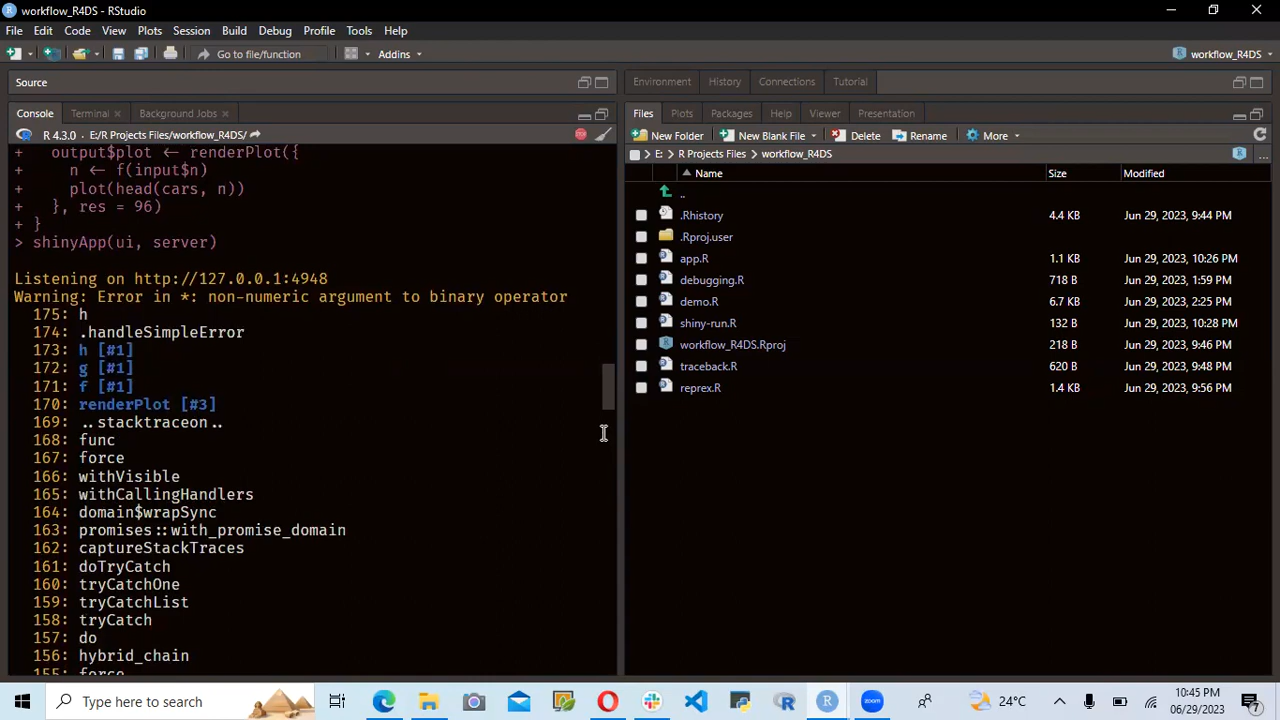 workflow_R4DS - RStudio
File Edit Code View Plots Session Build Debug Profile Tools Help
Go to file/function Addins workflow_R4DS
Source
Console Terminal Background Jobs
R 4.3.0 · E:/R Projects Files/workflow_R4DS/
+ output$plot <- renderPlot({
+ n <- f(input$n)
+ plot(head(cars, n))
+ }, res = 96)
+ }
> shinyApp(ui, server)
Listening on http://127.0.0.1:4948
Warning: Error in *: non-numeric argument to binary operator
175: h
174: .handleSimpleError
173: h [#1]
172: g [#1]
171: f [#1]
170: renderPlot [#3]
169: ..stacktraceon..
168: func
167: force
166: withVisible
165: withCallingHandlers
164: domain$wrapSync
163: promises::with_promise_domain
162: captureStackTraces
161: doTryCatch
160: tryCatchOne
159: tryCatchList
158: tryCatch
157: do
156: hybrid_chain
155: force
Environment History Connections Tutorial
Files Plots Packages Help Viewer Presentation
New Folder New Blank File Delete Rename More
E: R Projects Files workflow_R4DS ...
Name Size Modified
..
.Rhistory 4.4 KB Jun 29, 2023, 9:44 PM
.Rproj.user
app.R 1.1 KB Jun 29, 2023, 10:26 PM
debugging.R 718 B Jun 29, 2023, 1:59 PM
demo.R 6.7 KB Jun 29, 2023, 2:25 PM
shiny-run.R 132 B Jun 29, 2023, 10:28 PM
workflow_R4DS.Rproj 218 B Jun 29, 2023, 9:46 PM
traceback.R 620 B Jun 29, 2023, 9:48 PM
reprex.R 1.4 KB Jun 29, 2023, 9:56 PM
Type here to search
zoom
24°C
10:45 PM
06/29/2023
7